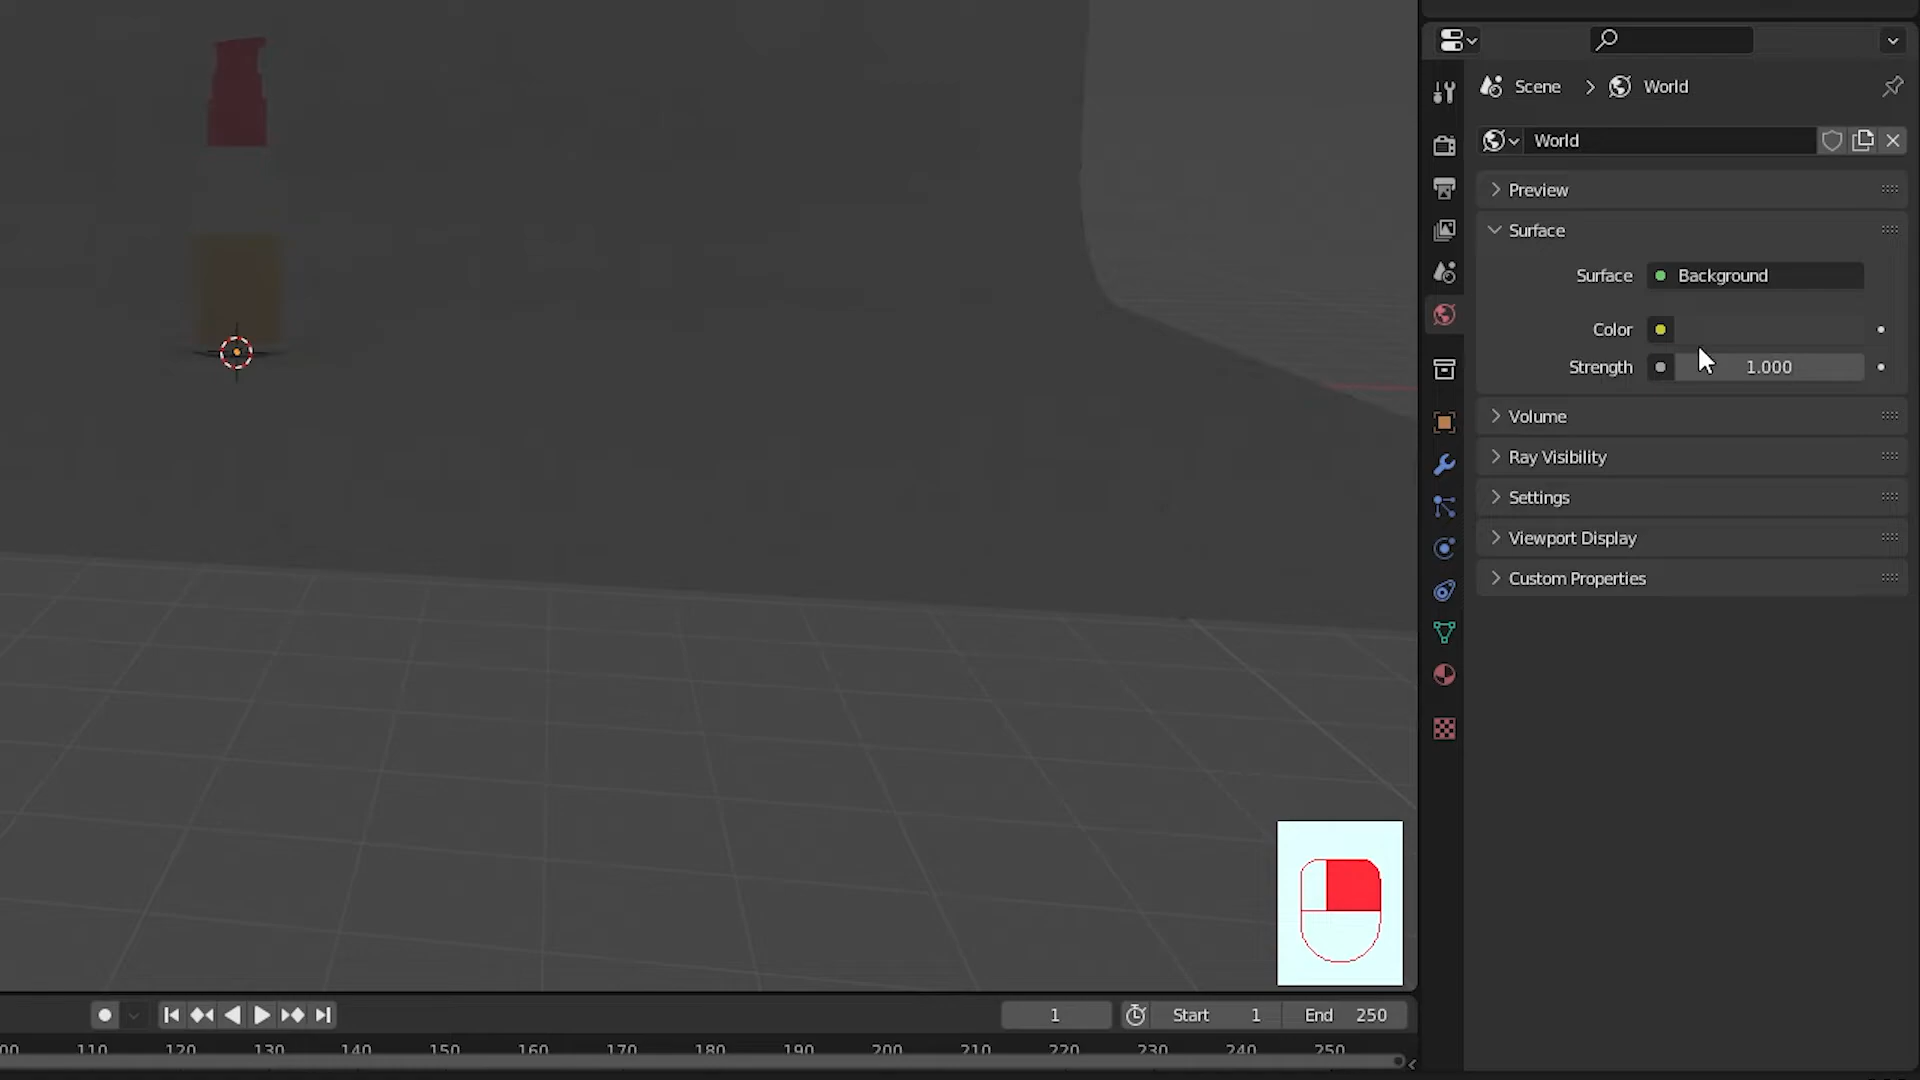 Scene > World
World
Preview
Surface
Surface Background
Color
Strength 1.000
Volume
Ray Visibility
Settings
Viewport Display
Custom Properties
1 Start 1 End 250
110 120 130 140 150 160 170 180 190 200 210 220 230 240 250